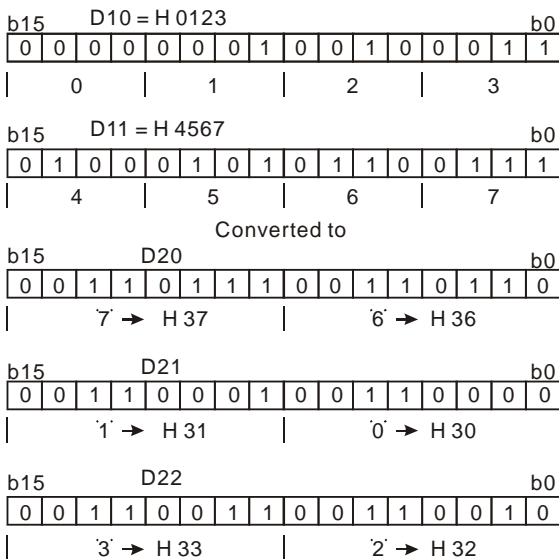 D10 = H 0123
b15 b0
0 0 0 0 0 0 0 1 0 0 1 0 0 0 1 1
0 1 2 3
D11 = H 4567
b15 b0
0 1 0 0 0 1 0 1 0 1 1 0 0 1 1 1
4 5 6 7
Converted to
b15 D20 b0
0 0 1 1 0 1 1 1 0 0 1 1 0 1 1 0
'7' → H 37 '6' → H 36
b15 D21 b0
0 0 1 1 0 0 0 1 0 0 1 1 0 0 0 0
'1' → H 31 '0' → H 30
b15 D22 b0
0 0 1 1 0 0 1 1 0 0 1 1 0 0 1 0
'3' → H 33 '2' → H 32